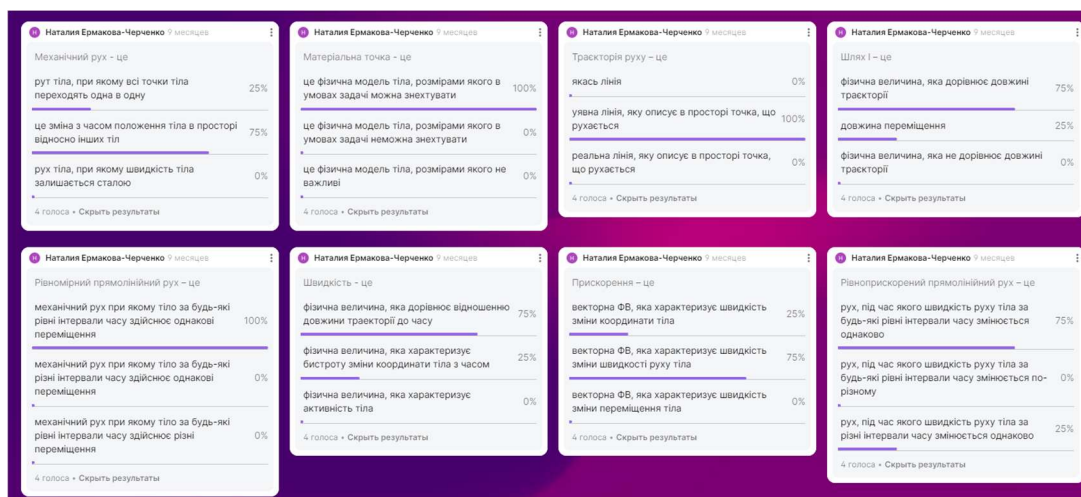 Наталия Ермакова-Черченко 9 месяцев
Механічний рух - це
рут тіла, при якому всі точки тіла
переходять одна в одну
25%
це зміна з часом положення тіла в просторі
відносно інших тіл
75%
рух тіла, при якому швидкість тіла
залишається сталою
0%
4 голоса • Скрыть результаты
Наталия Ермакова-Черченко 9 месяцев
Матеріальна точка - це
це фізична модель тіла, розмірами якого в
умовах задачі можна знехтувати
100%
це фізична модель тіла, розмірами якого в
умовах задачі неможна знехтувати
0%
це фізична модель тіла, розмірами якого не
важливі
0%
4 голоса • Скрыть результаты
Наталия Ермакова-Черченко 9 месяцев
Траєкторія руху – це
якась лінія
0%
уявна лінія, яку описує в просторі точка, що
рухається
100%
реальна лінія, яку описує в просторі точка,
що рухається
0%
4 голоса • Скрыть результаты
Наталия Ермакова-Черченко 9 месяцев
Шлях l – це
фізична величина, яка дорівнює довжині
траєкторії
75%
довжина переміщення
25%
фізична величина, яка не дорівнює довжині
траєкторії
0%
4 голоса • Скрыть результаты
Наталия Ермакова-Черченко 9 месяцев
Рівномірний прямолінійний рух – це
механічний рух при якому тіло за будь-які
рівні інтервали часу здійснює однакові
переміщення
100%
механічний рух при якому тіло за будь-які
різні інтервали часу здійснює однакові
переміщення
0%
механічний рух при якому тіло за будь-які
рівні інтервали часу здійснює різні
переміщення
0%
4 голоса • Скрыть результаты
Наталия Ермакова-Черченко 9 месяцев
Швидкість - це
фізична величина, яка дорівнює відношенню
довжини траектории до часу
75%
фізична величина, яка характеризує
бистроту зміни координати тіла з часом
25%
фізична величина, яка характеризує
активність тіла
0%
4 голоса • Скрыть результаты
Наталия Ермакова-Черченко 9 месяцев
Прискорення – це
векторна ФВ, яка характеризує швидкість
зміни координати тіла
25%
векторна ФВ, яка характеризує швидкість
зміни швидкості руху тіла
75%
векторна ФВ, яка характеризує швидкість
зміни переміщення тіла
0%
4 голоса • Скрыть результаты
Наталия Ермакова-Черченко 9 месяцев
Рівноприскорений прямолінійний рух – це
рух, під час якого швидкість руху тіла за
будь-які рівні інтервали часу змінюється
однаково
75%
рух, під час якого швидкість руху тіла за
будь-які рівні інтервали часу змінюється по-
різному
0%
рух, під час якого швидкість руху тіла за
різні інтервали часу змінюється однаково
25%
4 голоса • Скрыть результаты